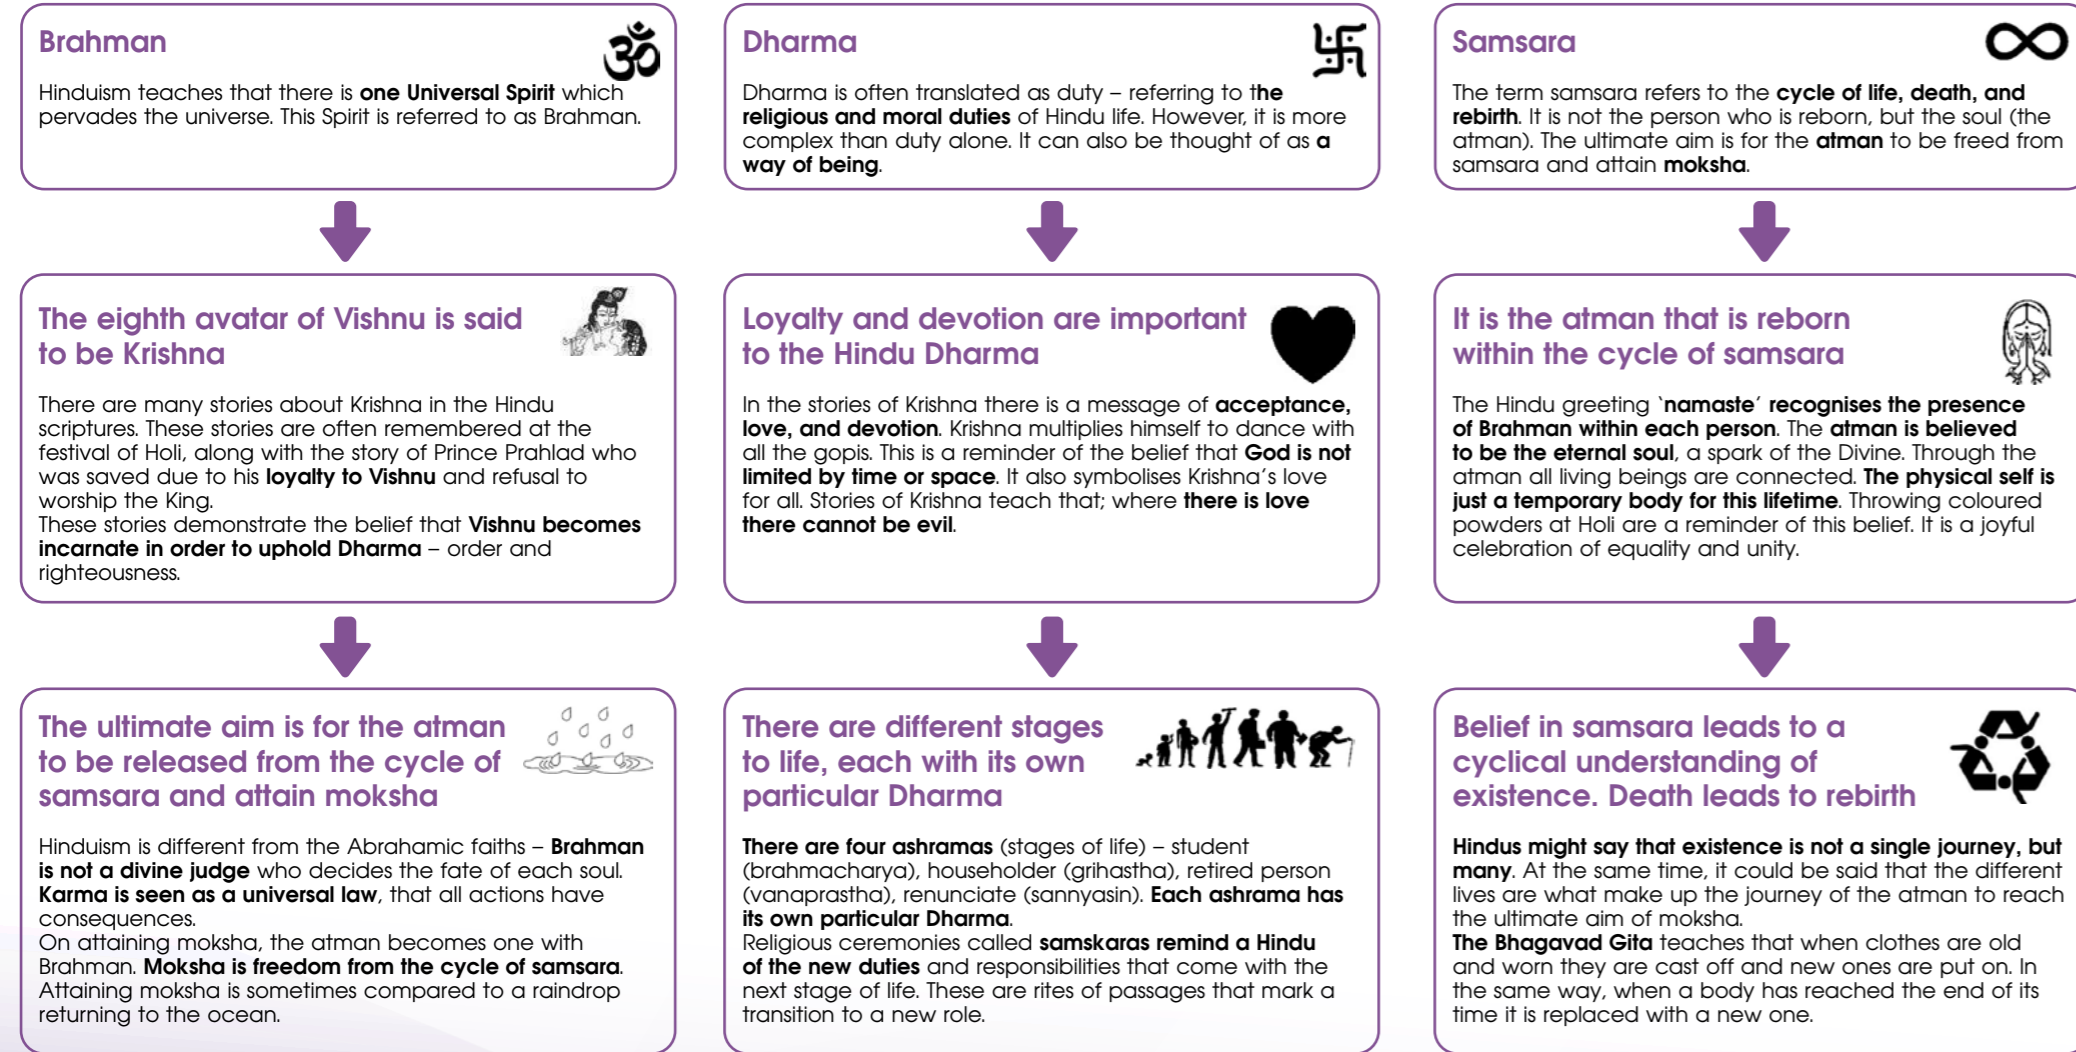 Brahman
Hinduism teaches that there is one Universal Spirit which
pervades the universe. This Spirit is referred to as Brahman.
The eighth avatar of Vishnu is said
to be Krishna
There are many stories about Krishna in the Hindu
scriptures. These stories are often remembered at the
festival of Holi, along with the story of Prince Prahlad who
was saved due to his loyalty to Vishnu and refusal to
worship the King.
These stories demonstrate the belief that Vishnu becomes
incarnate in order to uphold Dharma – order and
righteousness.
The ultimate aim is for the atman
to be released from the cycle of
samsara and attain moksha
Hinduism is different from the Abrahamic faiths – Brahman
is not a divine judge who decides the fate of each soul.
Karma is seen as a universal law, that all actions have
consequences.
On attaining moksha, the atman becomes one with
Brahman. Moksha is freedom from the cycle of samsara.
Attaining moksha is sometimes compared to a raindrop
returning to the ocean.
Dharma
Dharma is often translated as duty – referring to the
religious and moral duties of Hindu life. However, it is more
complex than duty alone. It can also be thought of as a
way of being.
Loyalty and devotion are important
to the Hindu Dharma
In the stories of Krishna there is a message of acceptance,
love, and devotion. Krishna multiplies himself to dance with
all the gopis. This is a reminder of the belief that God is not
limited by time or space. It also symbolises Krishna's love
for all. Stories of Krishna teach that; where there is love
there cannot be evil.
There are different stages
to life, each with its own
particular Dharma
There are four ashramas (stages of life) – student
(brahmacharya), householder (grihastha), retired person
(vanaprastha), renunciate (sannyasin). Each ashrama has
its own particular Dharma.
Religious ceremonies called samskaras remind a Hindu
of the new duties and responsibilities that come with the
next stage of life. These are rites of passages that mark a
transition to a new role.
Samsara
The term samsara refers to the cycle of life, death, and
rebirth. It is not the person who is reborn, but the soul (the
atman). The ultimate aim is for the atman to be freed from
samsara and attain moksha.
It is the atman that is reborn
within the cycle of samsara
The Hindu greeting 'namaste' recognises the presence
of Brahman within each person. The atman is believed
to be the eternal soul, a spark of the Divine. Through the
atman all living beings are connected. The physical self is
just a temporary body for this lifetime. Throwing coloured
powders at Holi are a reminder of this belief. It is a joyful
celebration of equality and unity.
Belief in samsara leads to a
cyclical understanding of
existence. Death leads to rebirth
Hindus might say that existence is not a single journey, but
many. At the same time, it could be said that the different
lives are what make up the journey of the atman to reach
the ultimate aim of moksha.
The Bhagavad Gita teaches that when clothes are old
and worn they are cast off and new ones are put on. In
the same way, when a body has reached the end of its
time it is replaced with a new one.